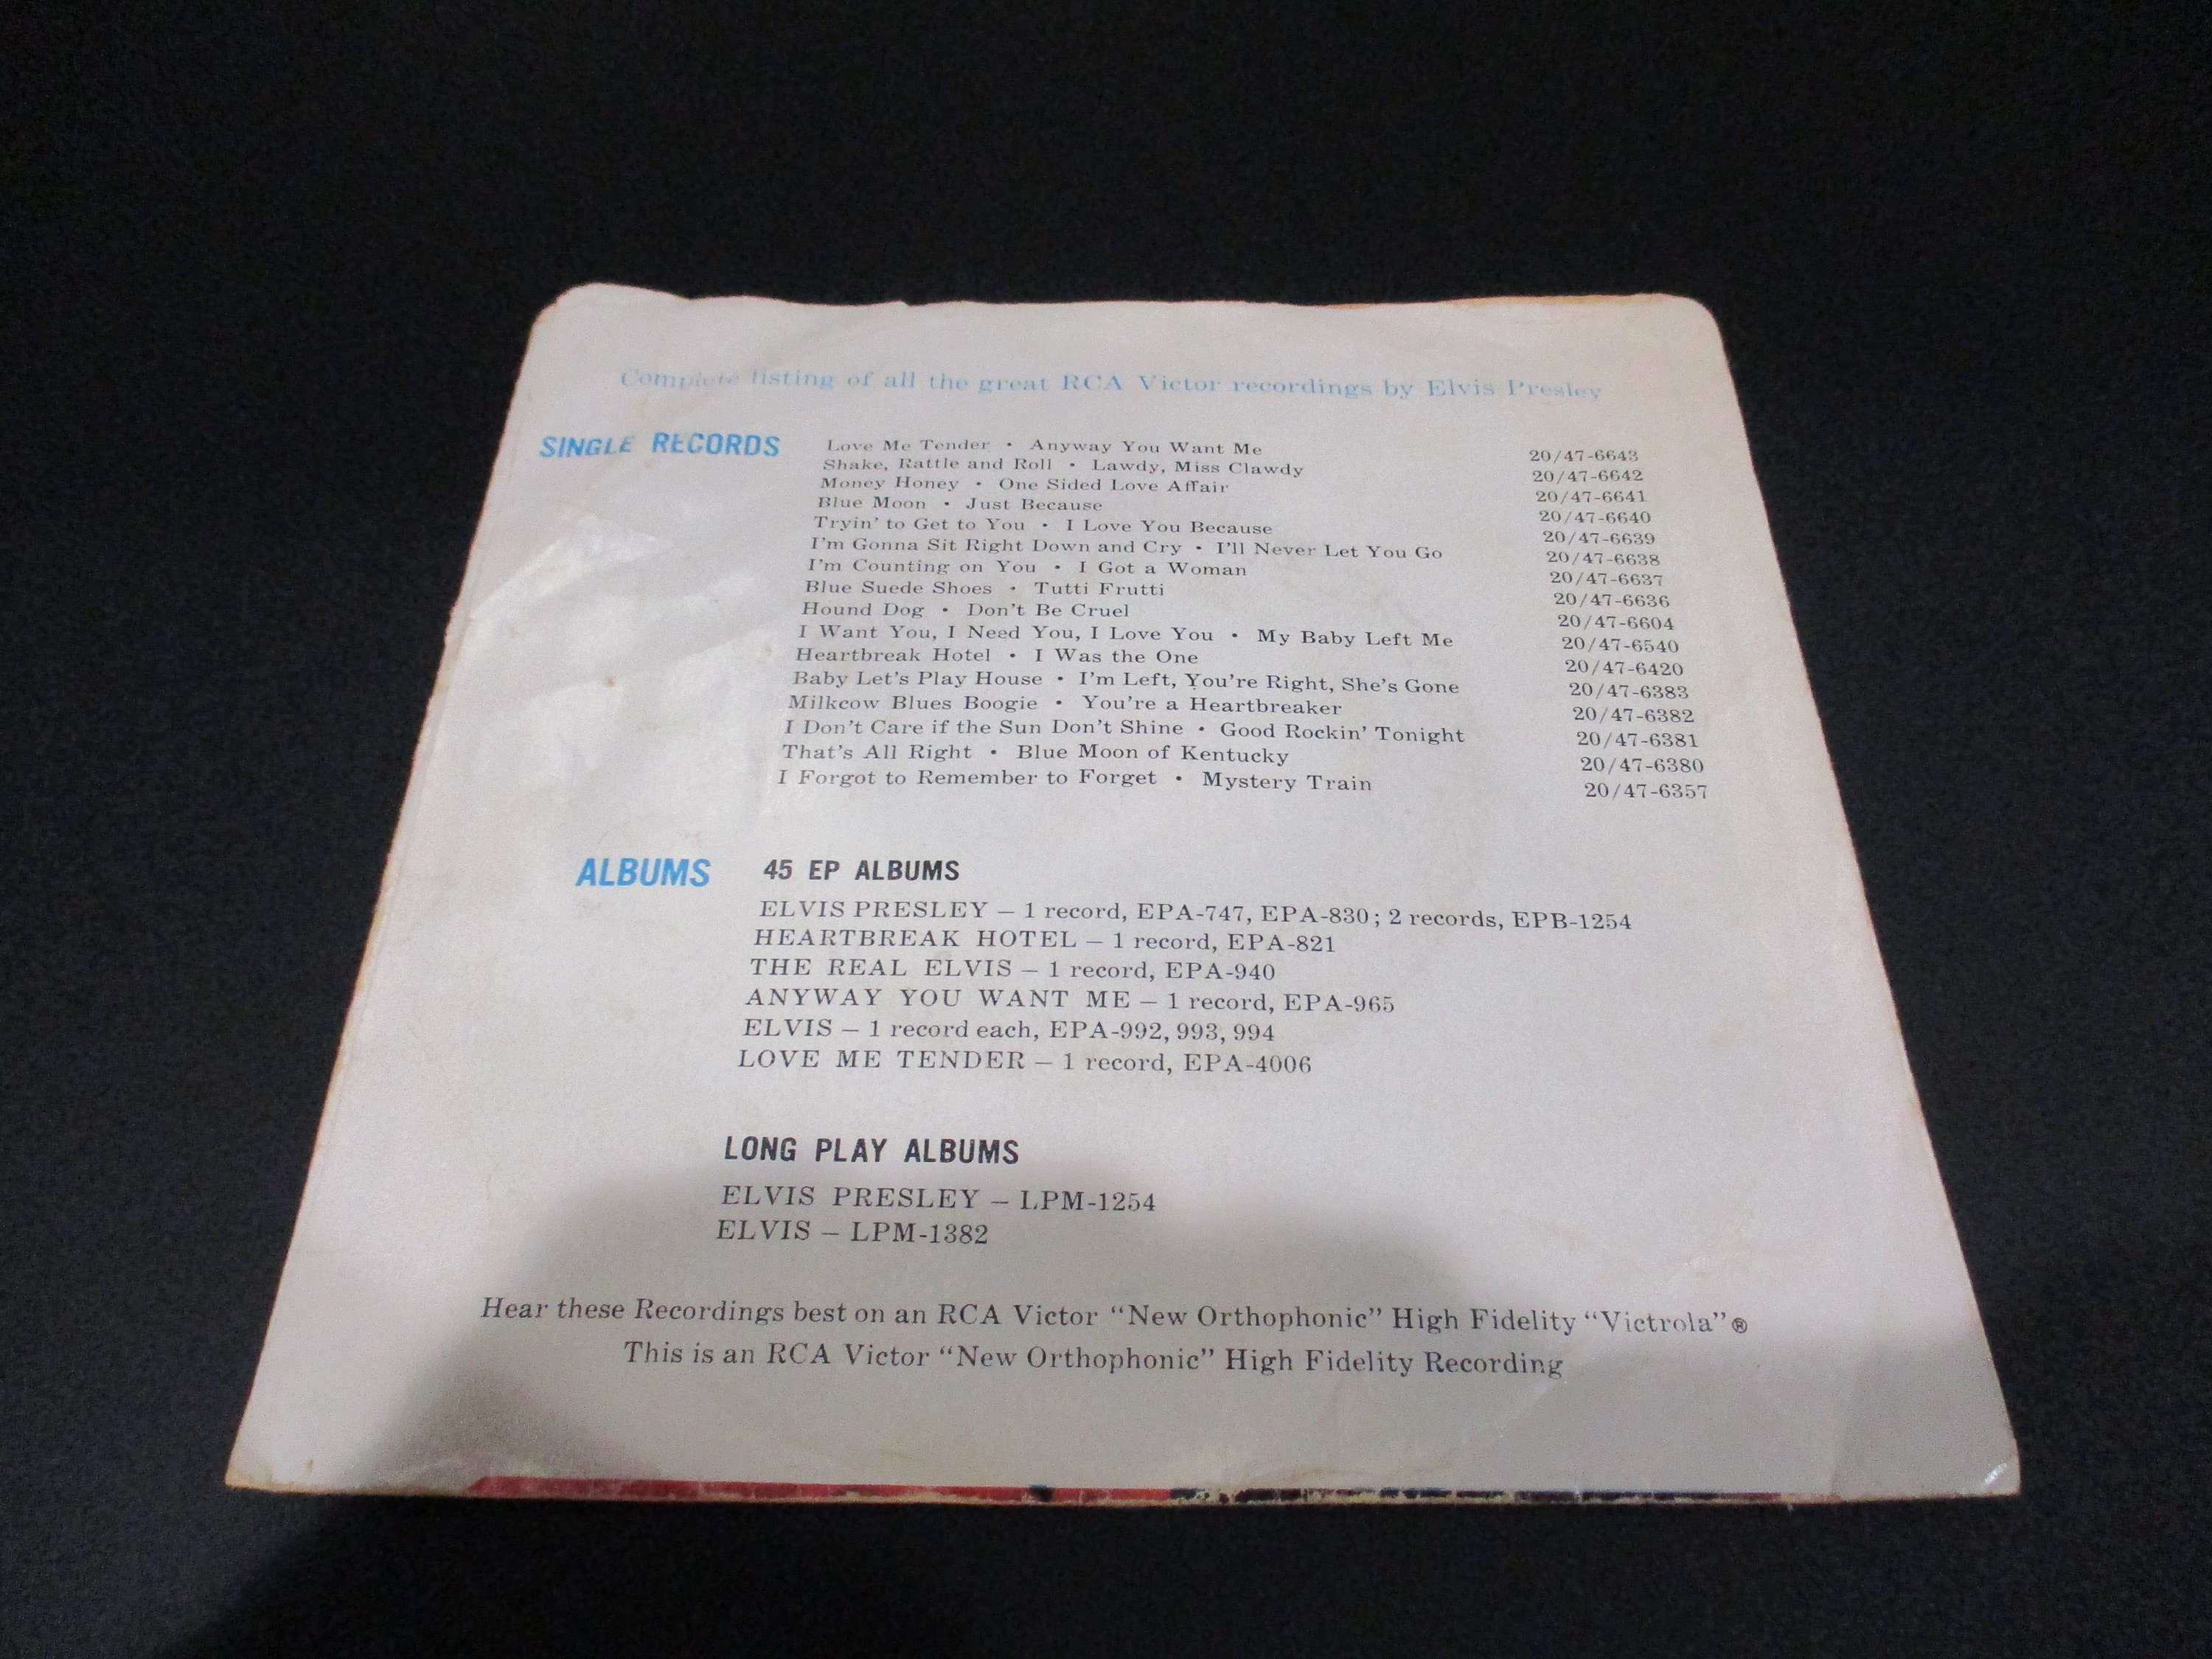 Complete listing of all the great RCA Victor recordings by Elvis Presley
SINGLE RECORDS
Love Me Tender • Anyway You Want Me 20/47-6643
Shake, Rattle and Roll • Lawdy, Miss Clawdy 20/47-6642
Money Honey • One Sided Love Affair 20/47-6641
Blue Moon • Just Because 20/47-6640
Tryin' to Get to You • I Love You Because 20/47-6639
I'm Gonna Sit Right Down and Cry • I'll Never Let You Go 20/47-6638
I'm Counting on You • I Got a Woman 20/47-6637
Blue Suede Shoes • Tutti Frutti 20/47-6636
Hound Dog • Don't Be Cruel 20/47-6604
I Want You, I Need You, I Love You • My Baby Left Me 20/47-6540
Heartbreak Hotel • I Was the One 20/47-6420
Baby Let's Play House • I'm Left, You're Right, She's Gone 20/47-6383
Milkcow Blues Boogie • You're a Heartbreaker 20/47-6382
I Don't Care if the Sun Don't Shine • Good Rockin' Tonight 20/47-6381
That's All Right • Blue Moon of Kentucky 20/47-6380
I Forgot to Remember to Forget • Mystery Train 20/47-6357
ALBUMS 45 EP ALBUMS
ELVIS PRESLEY – 1 record, EPA-747, EPA-830; 2 records, EPB-1254
HEARTBREAK HOTEL – 1 record, EPA-821
THE REAL ELVIS – 1 record, EPA-940
ANYWAY YOU WANT ME – 1 record, EPA-965
ELVIS – 1 record each, EPA-992, 993, 994
LOVE ME TENDER – 1 record, EPA-4006
LONG PLAY ALBUMS
ELVIS PRESLEY – LPM-1254
ELVIS – LPM-1382
Hear these Recordings best on an RCA Victor "New Orthophonic" High Fidelity "Victrola"®
This is an RCA Victor "New Orthophonic" High Fidelity Recording